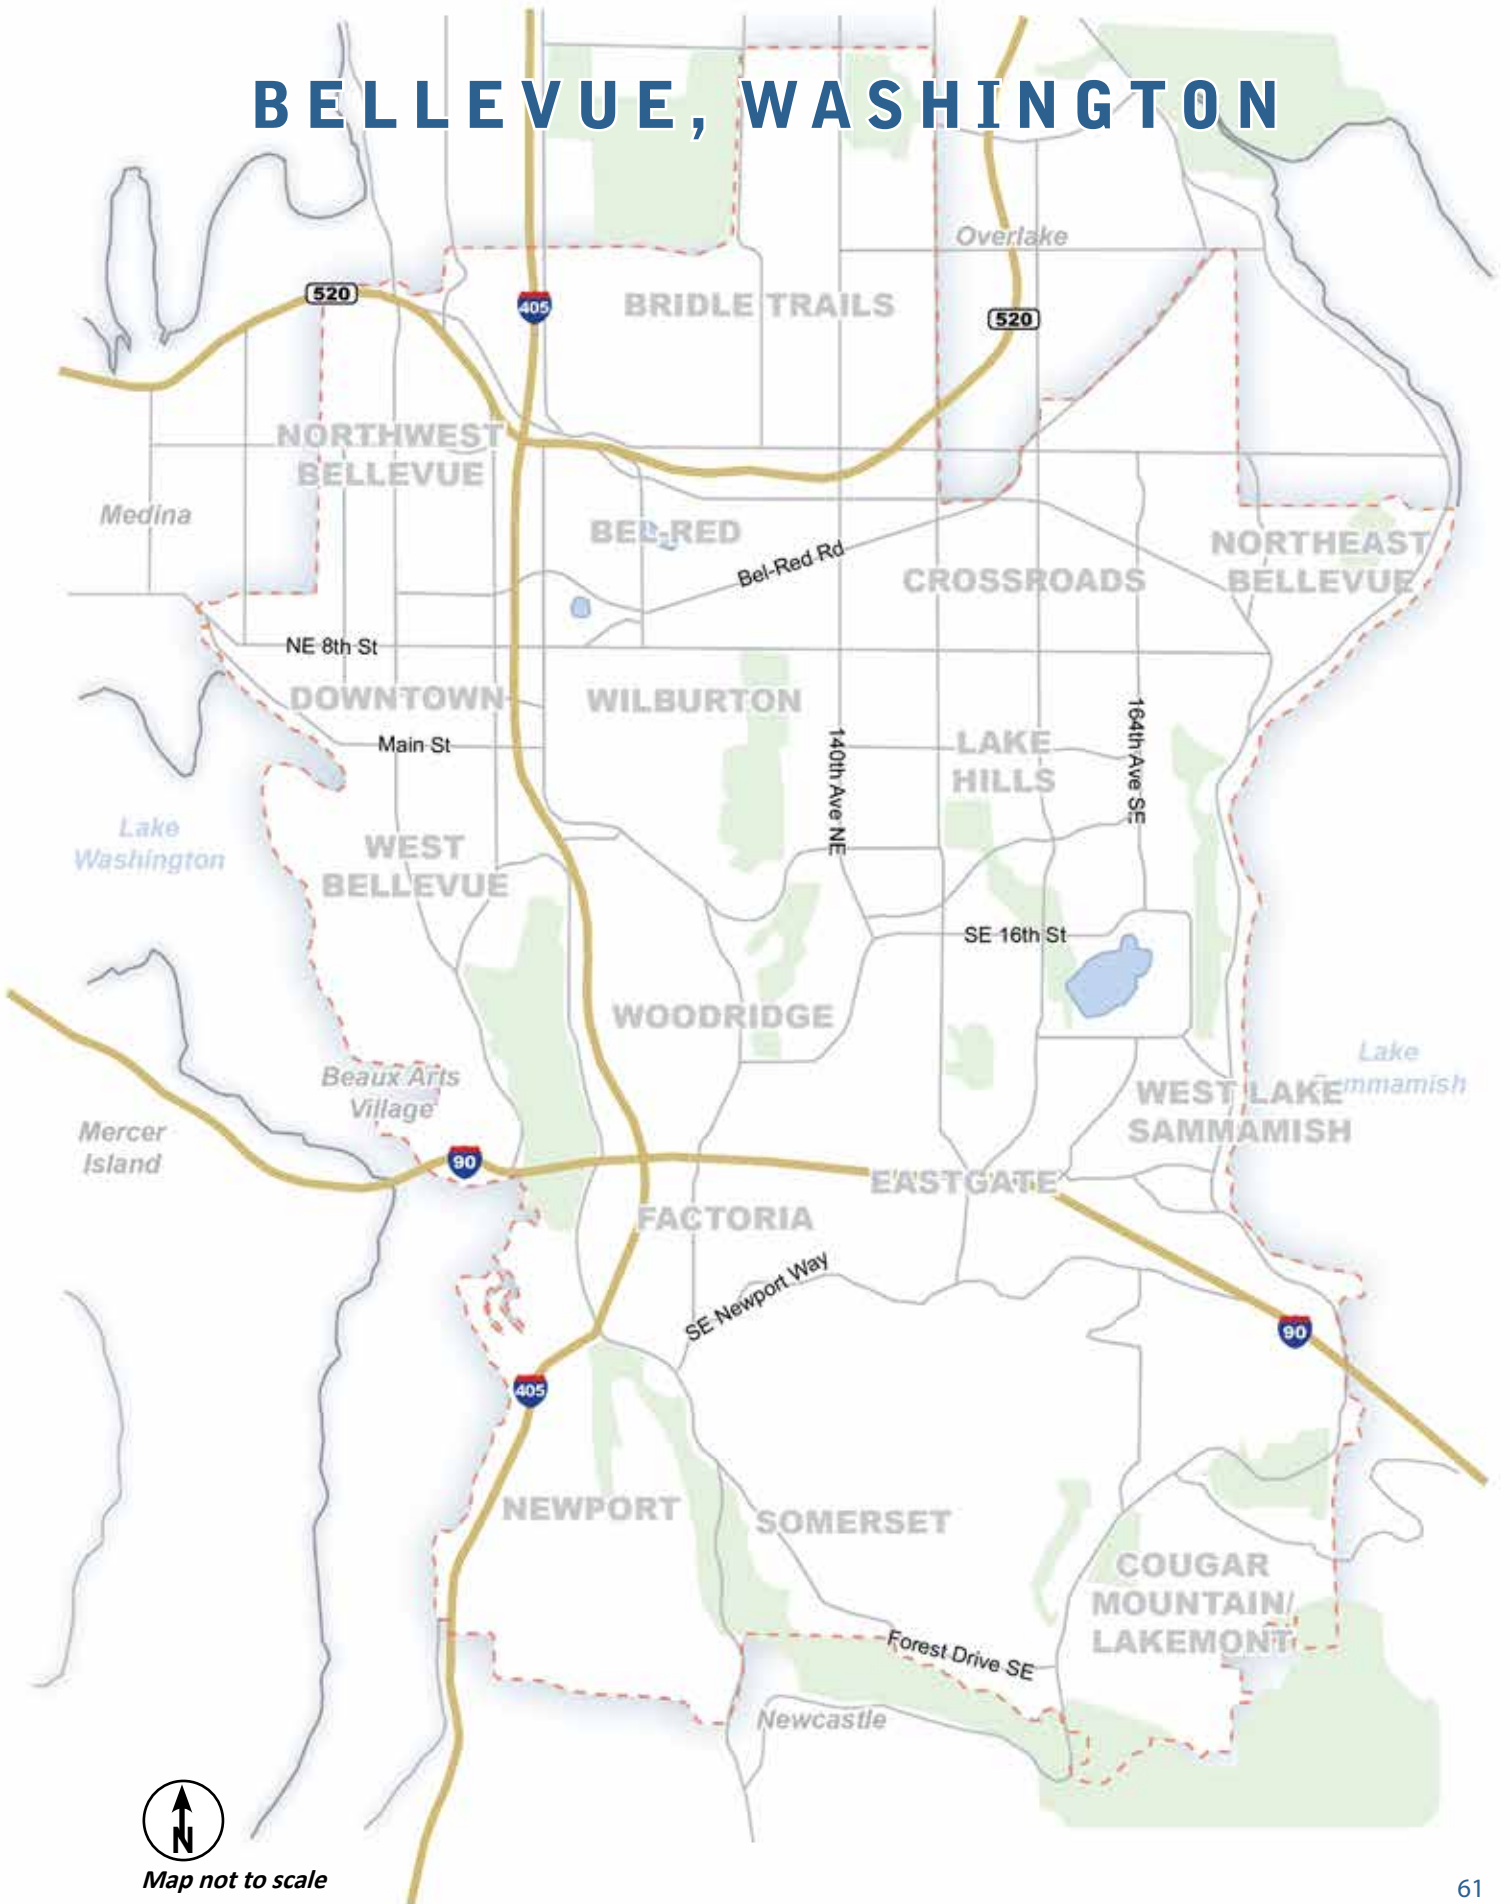 BELLEVUE, WASHINGTON
Overlake
520
405
BRIDLE TRAILS
520
NORTHWEST
BELLEVUE
Medina
BEL-RED
Bel-Red Rd
CROSSROADS
NORTHEAST
BELLEVUE
NE 8th St
DOWNTOWN
WILBURTON
Main St
140th Ave NE
LAKE
HILLS
164th Ave SE
Lake
Washington
WEST
BELLEVUE
SE 16th St
WOODRIDGE
Lake
Sammamish
Beaux Arts
Village
WEST LAKE
SAMMAMISH
Mercer
Island
90
EASTGATE
FACTORIA
SE Newport Way
90
405
NEWPORT
SOMERSET
COUGAR
MOUNTAIN/
LAKEMONT
Forest Drive SE
Newcastle
N
Map not to scale
61